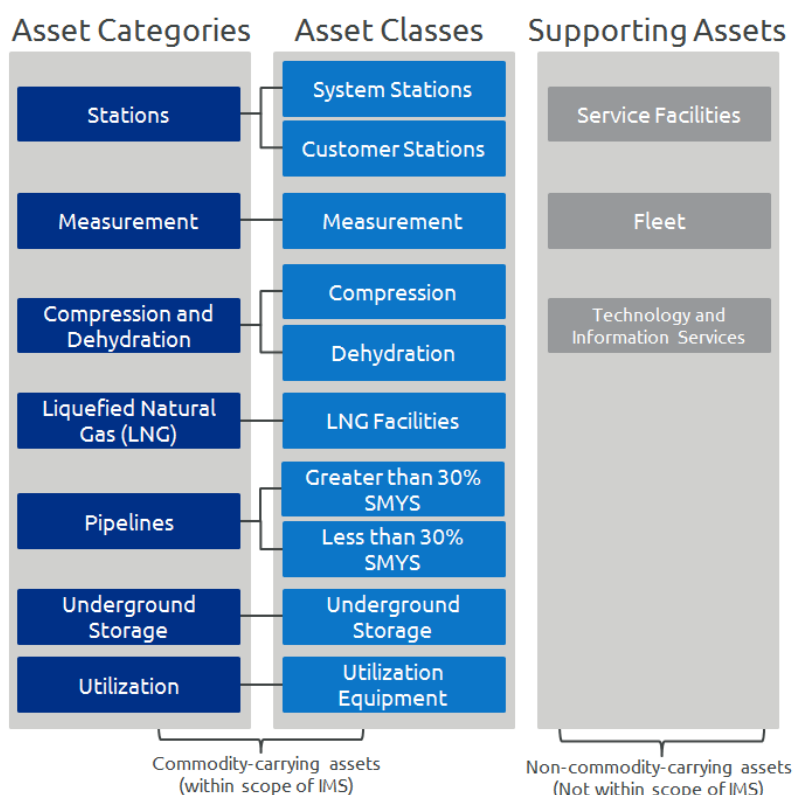 Asset Categories
Asset Classes
Supporting Assets
Stations
System Stations
Customer Stations
Service Facilities
Measurement
Measurement
Fleet
Compression and
Dehydration
Compression
Dehydration
Technology and
Information Services
Liquefied Natural
Gas (LNG)
LNG Facilities
Pipelines
Greater than 30%
SMYS
Less than 30%
SMYS
Underground
Storage
Underground
Storage
Utilization
Utilization
Equipment
Commodity-carrying assets
(within scope of IMS)
Non-commodity-carrying assets
(Not within scope of IMS)